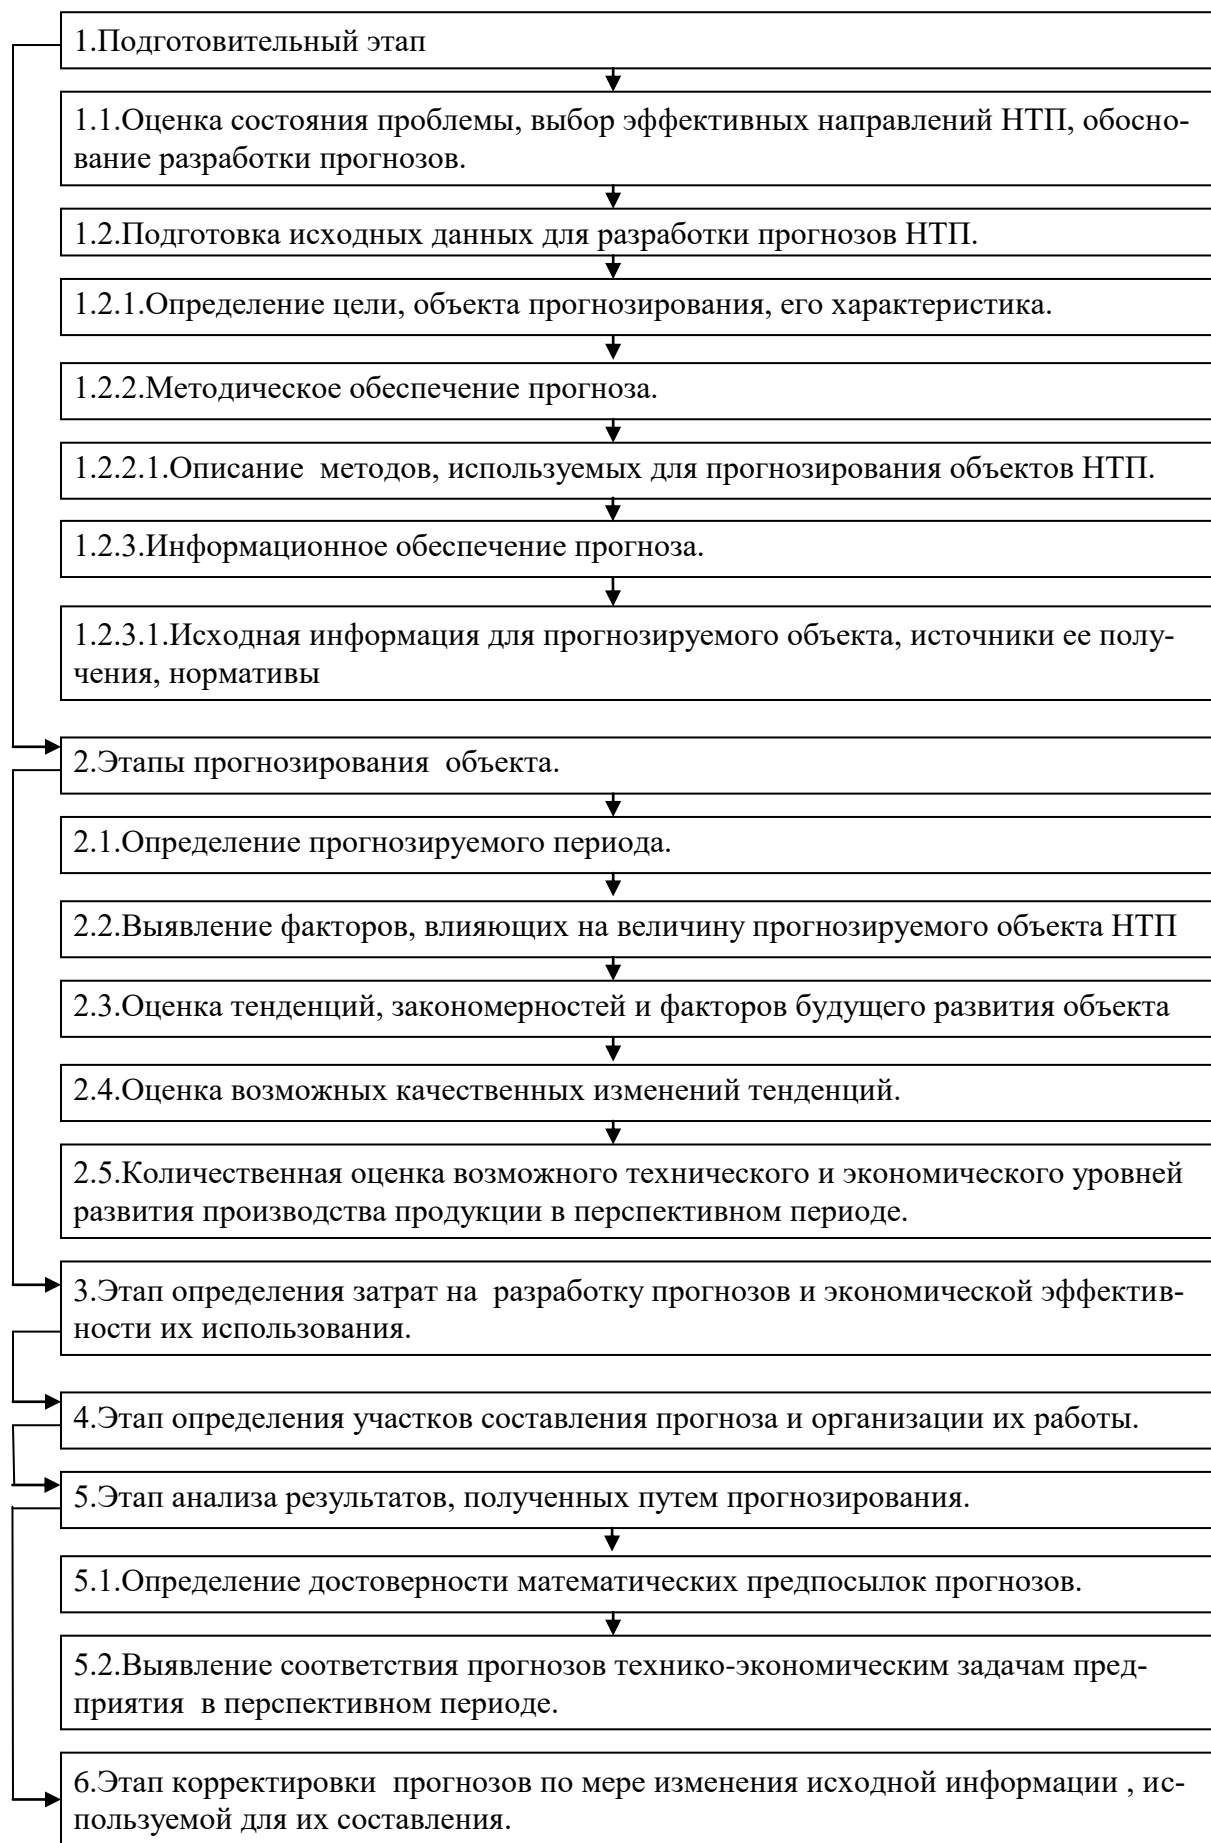 1.Подготовительный этап
1.1.Оценка состояния проблемы, выбор эффективных направлений НТП, обосно-
вание разработки прогнозов.
1.2.Подготовка исходных данных для разработки прогнозов НТП.
1.2.1.Определение цели, объекта прогнозирования, его характеристика.
1.2.2.Методическое обеспечение прогноза.
1.2.2.1.Описание  методов, используемых для прогнозирования объектов НТП.
1.2.3.Информационное обеспечение прогноза.
1.2.3.1.Исходная информация для прогнозируемого объекта, источники ее полу-
чения, нормативы
2.Этапы прогнозирования  объекта.
2.1.Определение прогнозируемого периода.
2.2.Выявление факторов, влияющих на величину прогнозируемого объекта НТП
2.3.Оценка тенденций, закономерностей и факторов будущего развития объекта
2.4.Оценка возможных качественных изменений тенденций.
2.5.Количественная оценка возможного технического и экономического уровней
развития производства продукции в перспективном периоде.
3.Этап определения затрат на  разработку прогнозов и экономической эффектив-
ности их использования.
4.Этап определения участков составления прогноза и организации их работы.
5.Этап анализа результатов, полученных путем прогнозирования.
5.1.Определение достоверности математических предпосылок прогнозов.
5.2.Выявление соответствия прогнозов технико-экономическим задачам пред-
приятия  в перспективном периоде.
6.Этап корректировки  прогнозов по мере изменения исходной информации , ис-
пользуемой для их составления.